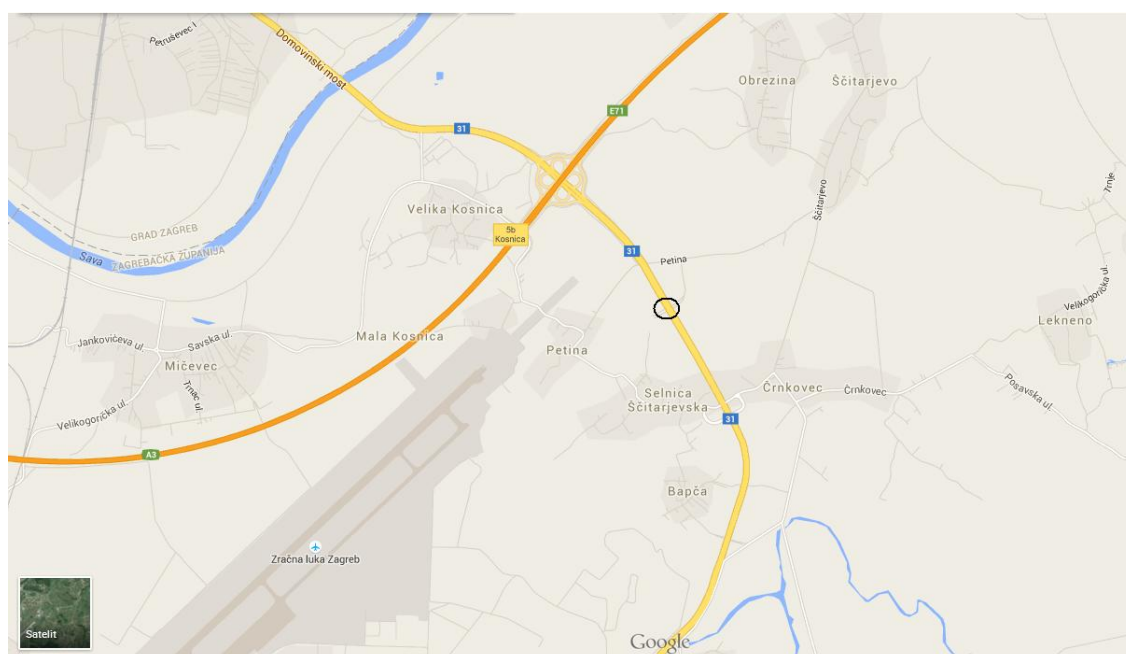 Petruševec I
Domovinski most
Obrezina
Šćitarjevo
E71
31
Trnje
Velika Kosnica
Šćitarjevo
GRAD ZAGREB
5b
Kosnica
Sava
ZAGREBAČKA ŽUPANIJA
31
Petina
Velikogorička ul.
Lekneno
Jankovićeva ul.
Savska ul.
Mala Kosnica
Mičevec
Petina
Trnac ul.
Selnica
Šćitarjevska
Črnkovec
Črnkovec
Posavska ul.
Velikogorička ul.
31
A3
Bapča
Zračna luka Zagreb
Satelit
Google